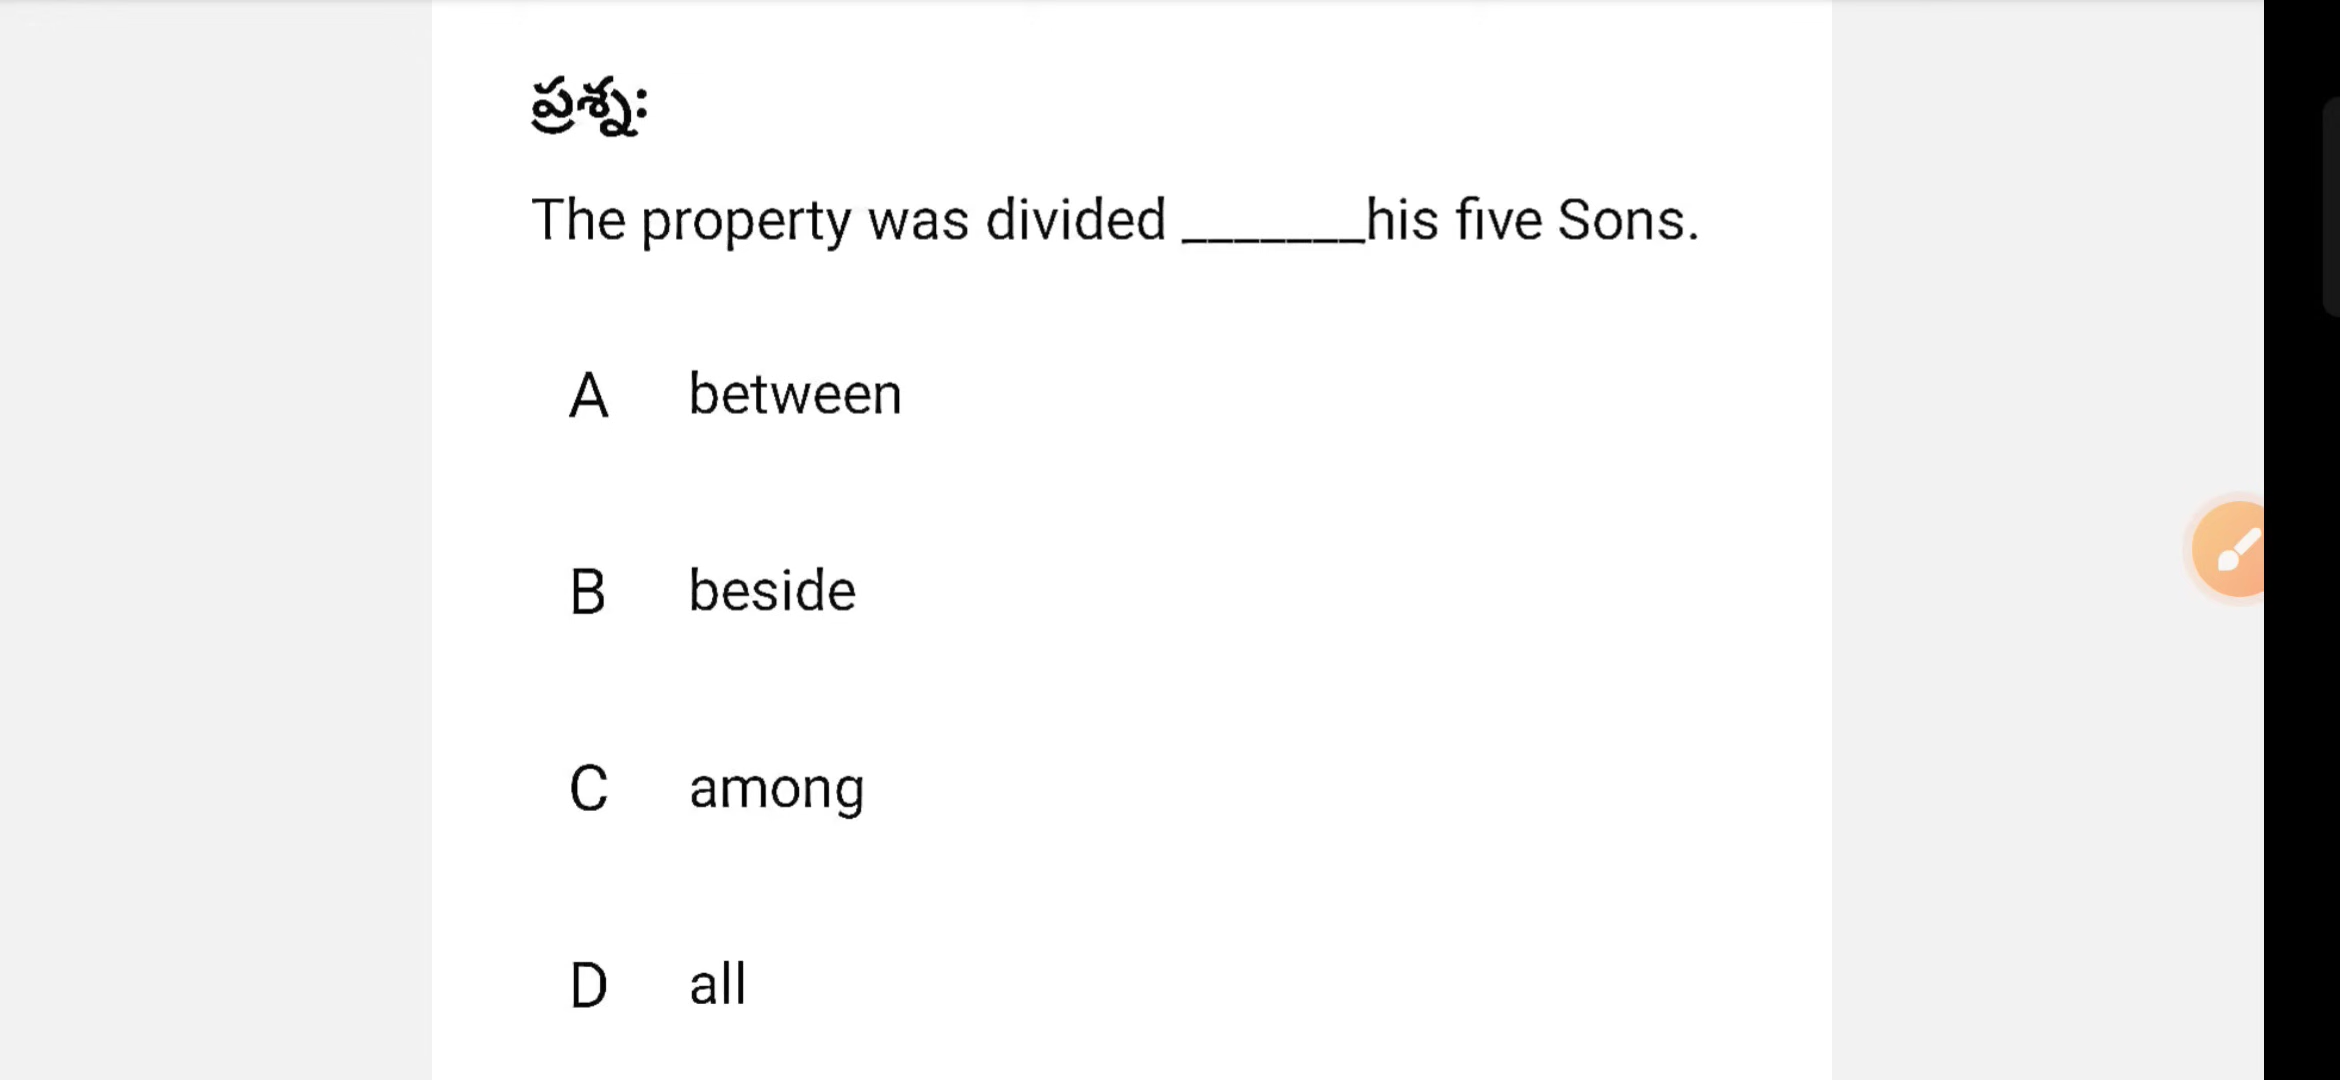 ప్రశ్న:
The property was divided _______his five Sons.
A between
B beside
C among
D all